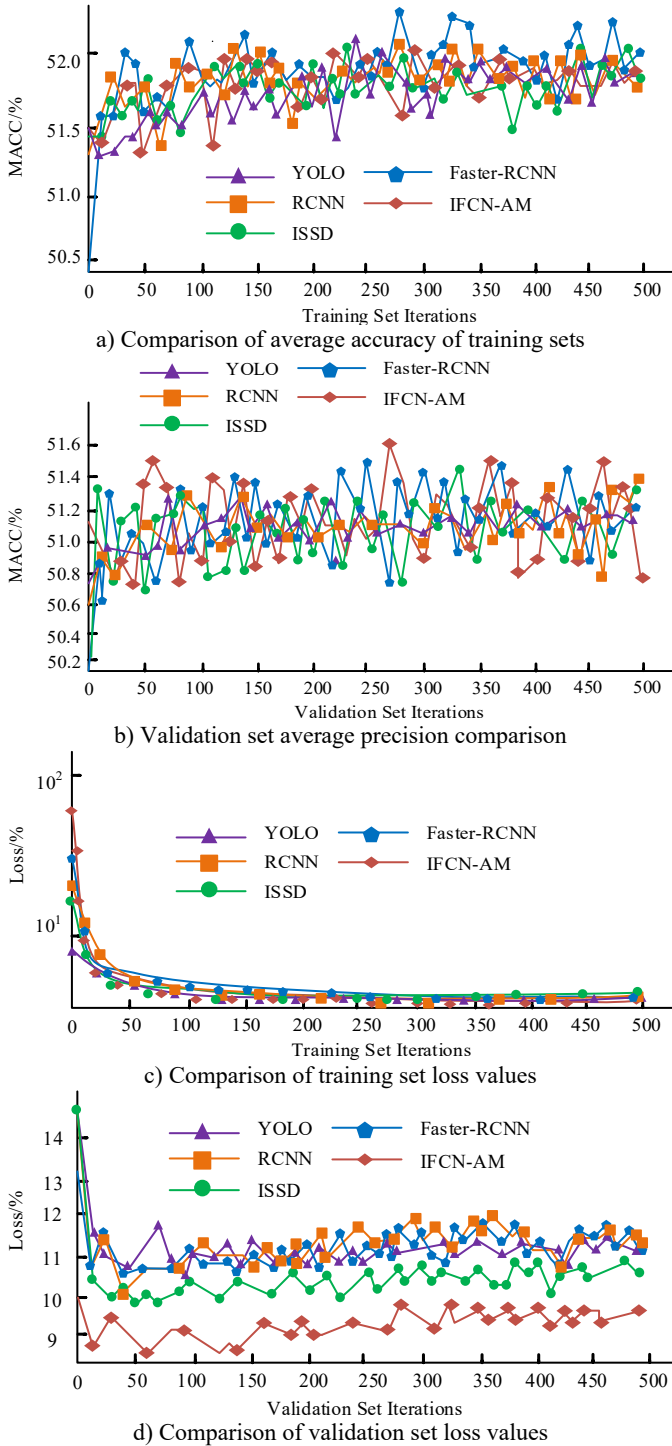 MACC/%
52.0
51.5
51.0
50.5
YOLO
Faster-RCNN
RCNN
IFCN-AM
ISSD
0 50 100 150 200 250 300 350 400 450 500
Training Set Iterations
a) Comparison of average accuracy of training sets
YOLO
Faster-RCNN
RCNN
IFCN-AM
ISSD
MACC/%
51.6
51.4
51.0
51.0
50.8
50.6
50.4
50.2
0 50 100 150 200 250 300 350 400 450 500
Validation Set Iterations
b) Validation set average precision comparison
Loss/%
10²
10¹
YOLO
Faster-RCNN
RCNN
IFCN-AM
ISSD
0 50 100 150 200 250 300 350 400 450 500
Training Set Iterations
c) Comparison of training set loss values
Loss/%
14
13
12
11
10
9
YOLO
Faster-RCNN
RCNN
IFCN-AM
ISSD
0 50 100 150 200 250 300 350 400 450 500
Validation Set Iterations
d) Comparison of validation set loss values